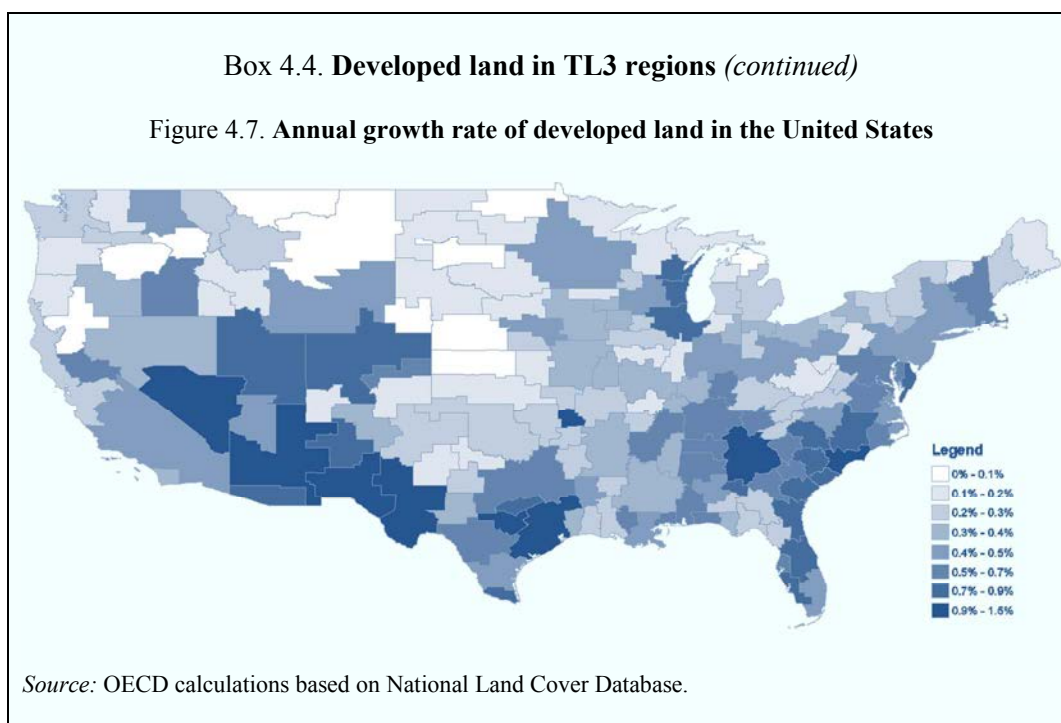 Box 4.4. Developed land in TL3 regions (continued)
Figure 4.7. Annual growth rate of developed land in the United States
Legend
0% - 0.1%
0.1% - 0.2%
0.2% - 0.3%
0.3% - 0.4%
0.4% - 0.5%
0.5% - 0.7%
0.7% - 0.9%
0.9% - 1.5%
Source: OECD calculations based on National Land Cover Database.